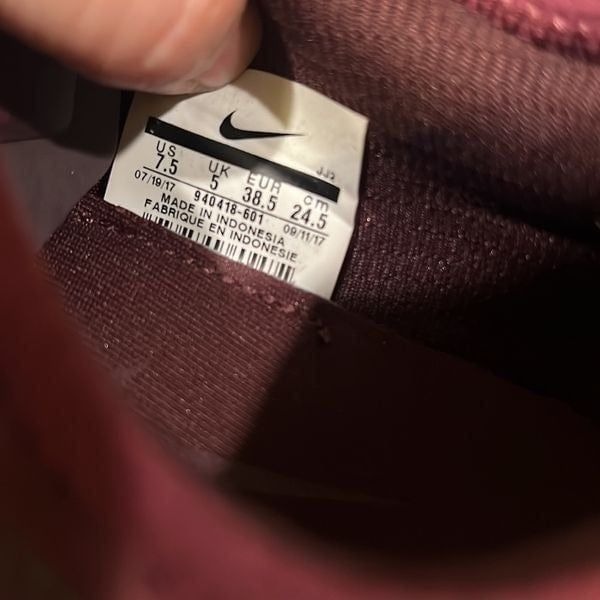 JJ2
US UK EUR cm
7.5 5 38.5 24.5
07/19/17 940418-601 09/11/17
MADE IN INDONESIA
FABRIQUE EN INDONESIE